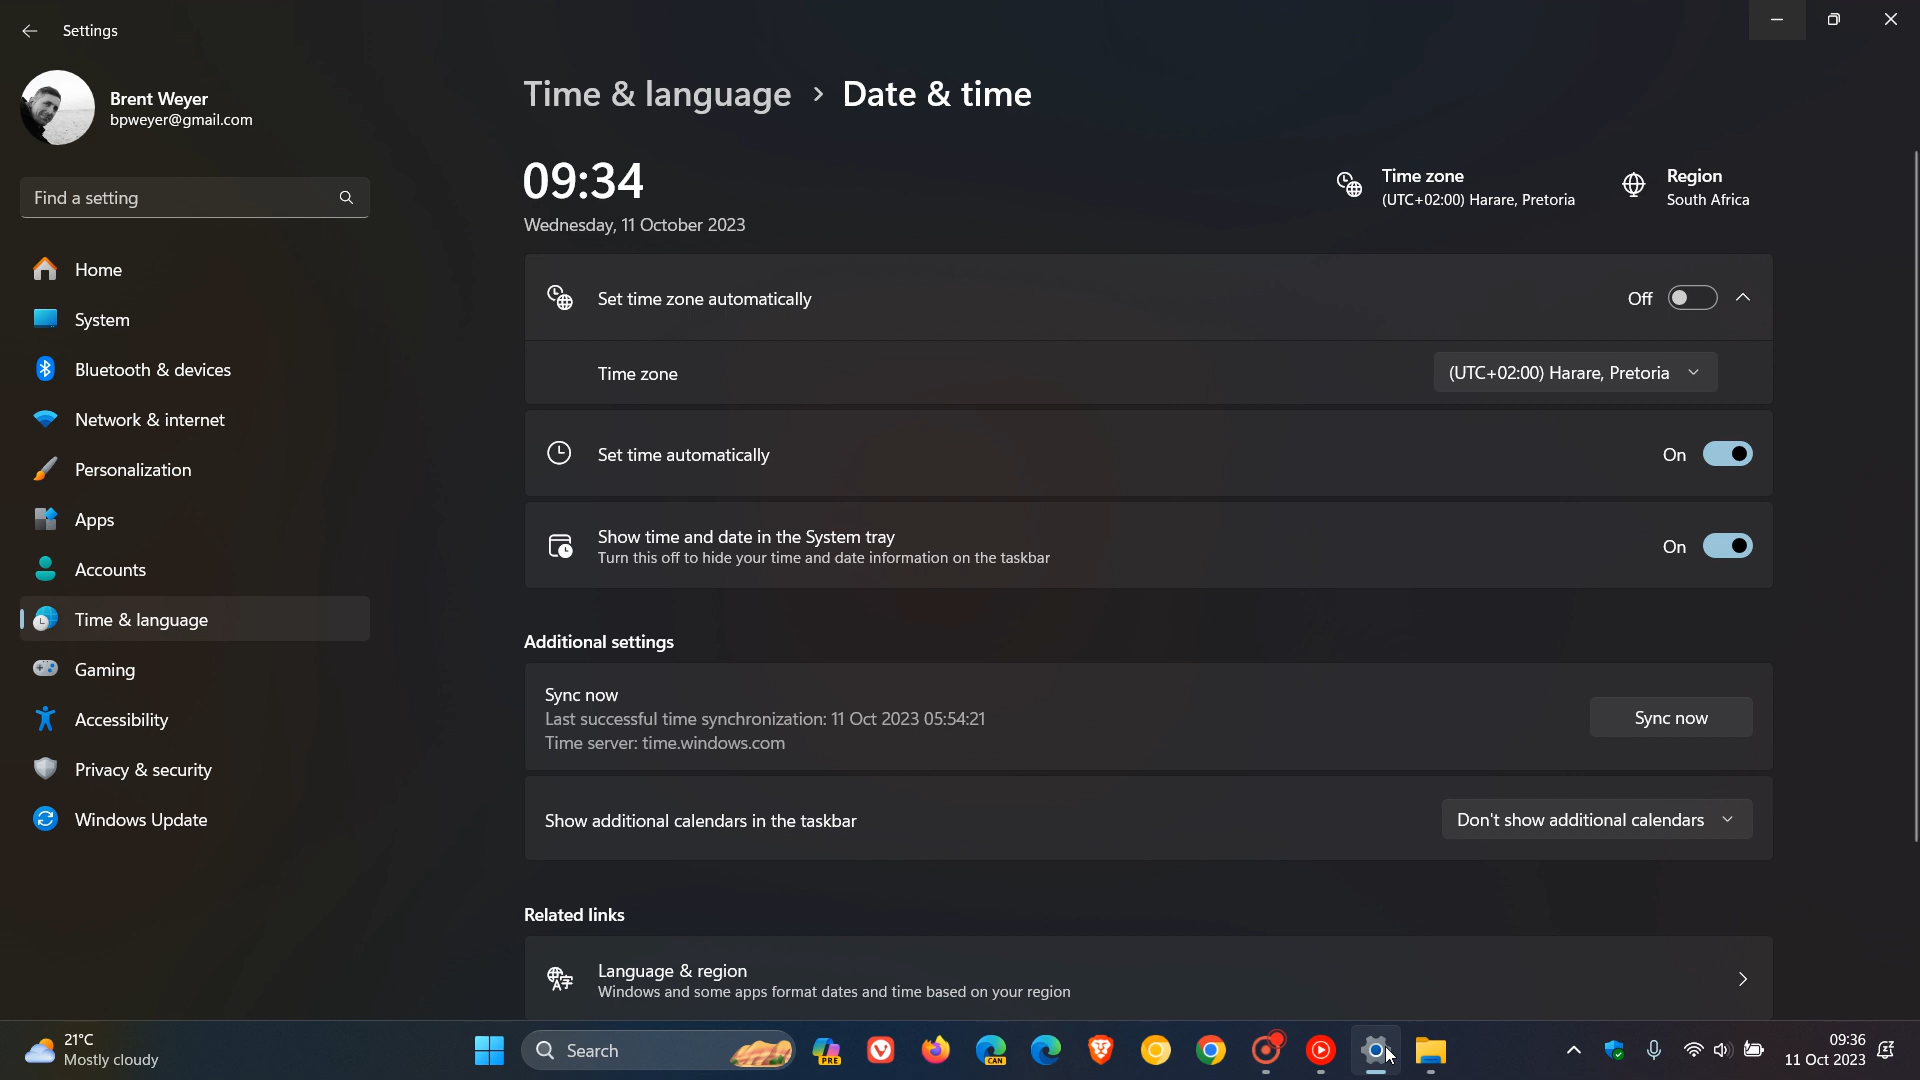 Settings
Brent Weyer
bpweyer@gmail.com
Find a setting
Home
System
Bluetooth & devices
Network & internet
Personalization
Apps
Accounts
Time & language
Gaming
Accessibility
Privacy & security
Windows Update
Time & language > Date & time
09:34
Wednesday, 11 October 2023
Time zone
(UTC+02:00) Harare, Pretoria
Region
South Africa
Set time zone automatically
Off
Time zone
(UTC+02:00) Harare, Pretoria
Set time automatically
On
Show time and date in the System tray
Turn this off to hide your time and date information on the taskbar
On
Additional settings
Sync now
Last successful time synchronization: 11 Oct 2023 05:54:21
Time server: time.windows.com
Sync now
Show additional calendars in the taskbar
Don't show additional calendars
Related links
Language & region
Windows and some apps format dates and time based on your region
21°C
Mostly cloudy
Search
PRE
CAN
09:36
11 Oct 2023